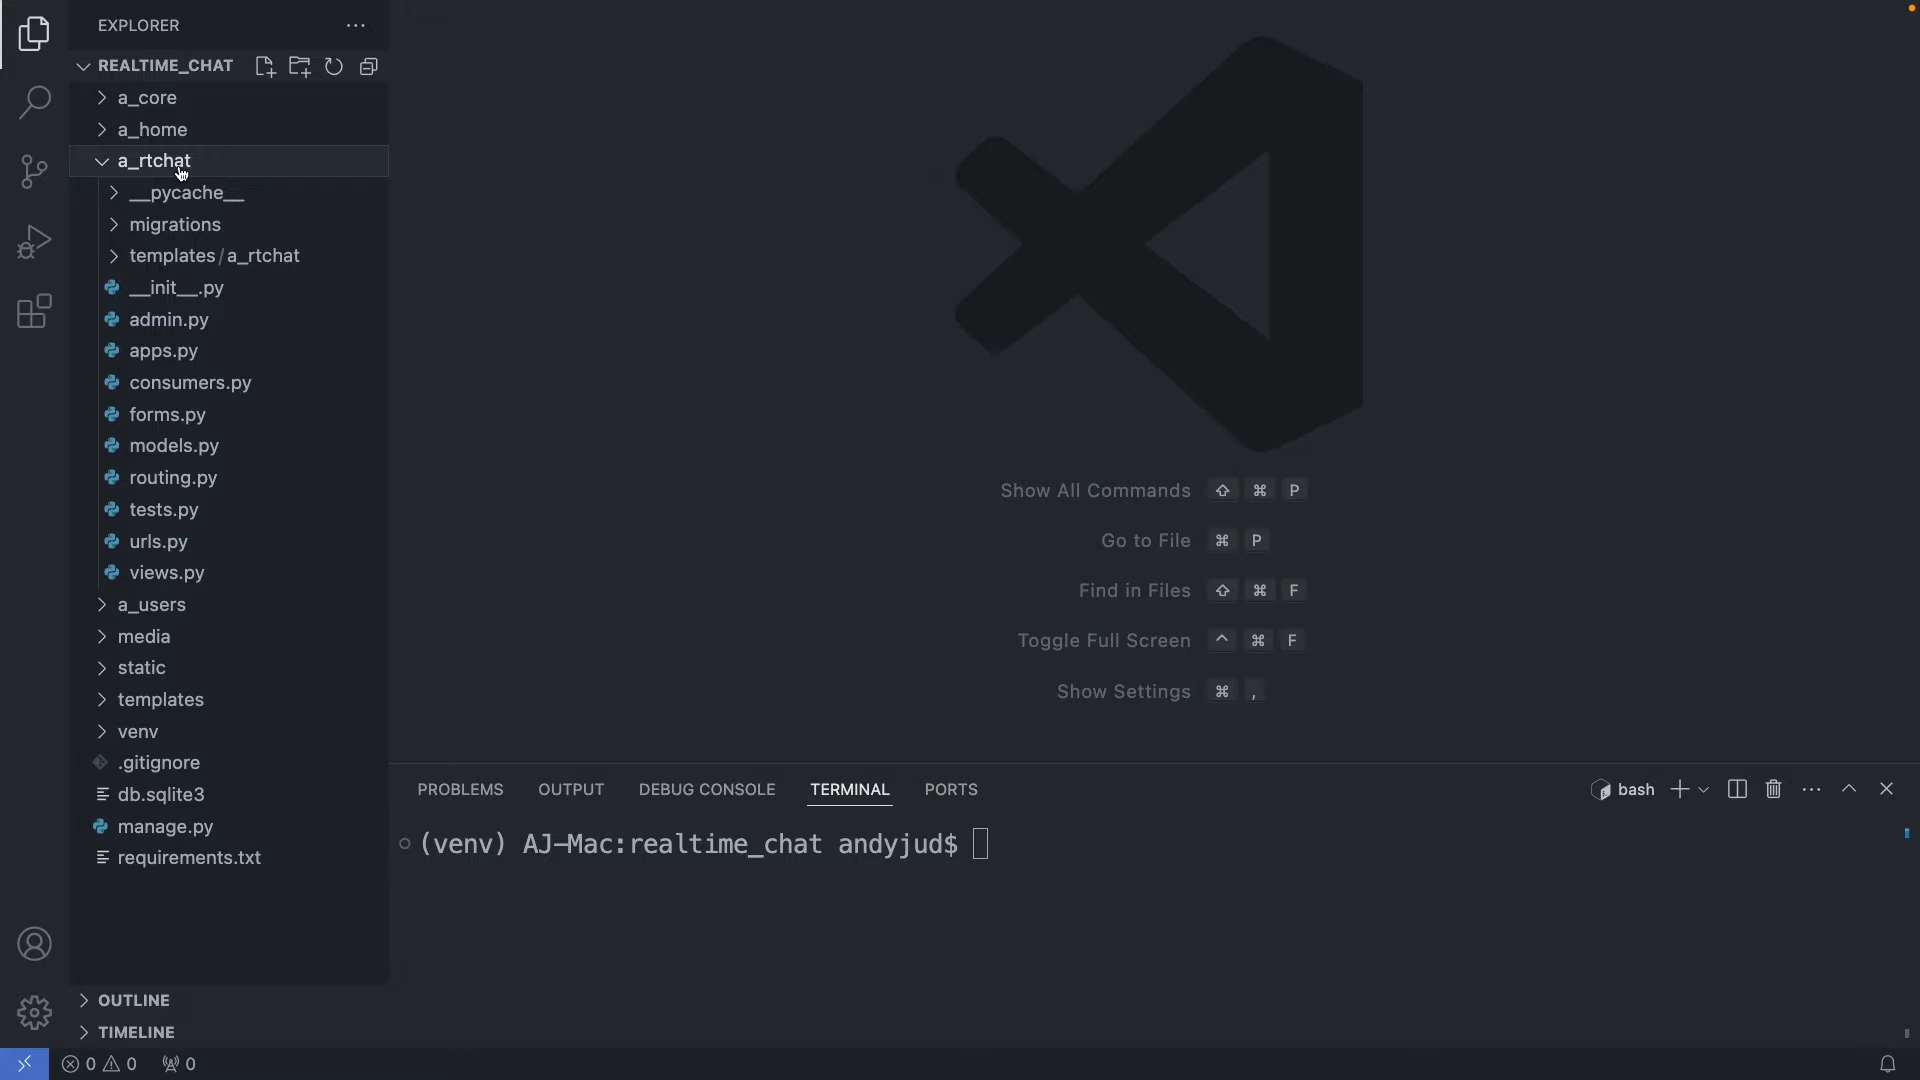 EXPLORER
REALTIME_CHAT
a_core
a_home
a_rtchat
__pycache__
migrations
templates/a_rtchat
__init__.py
admin.py
apps.py
consumers.py
forms.py
models.py
routing.py
tests.py
urls.py
views.py
a_users
media
static
templates
venv
.gitignore
db.sqlite3
manage.py
requirements.txt
OUTLINE
TIMELINE
0 0 0
Show All Commands ⇧ ⌘ P
Go to File ⌘ P
Find in Files ⇧ ⌘ F
Toggle Full Screen ^ ⌘ F
Show Settings ⌘ ,
PROBLEMS OUTPUT DEBUG CONSOLE TERMINAL PORTS bash
(venv) AJ-Mac:realtime_chat andyjud$